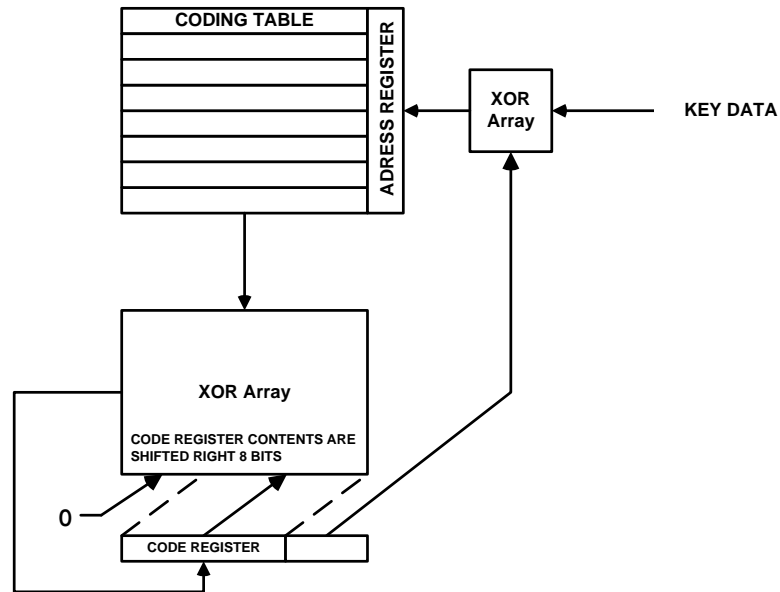 CODING TABLE
ADRESS REGISTER
XOR
Array
KEY DATA
XOR Array
CODE REGISTER CONTENTS ARE
SHIFTED RIGHT 8 BITS
0
CODE REGISTER